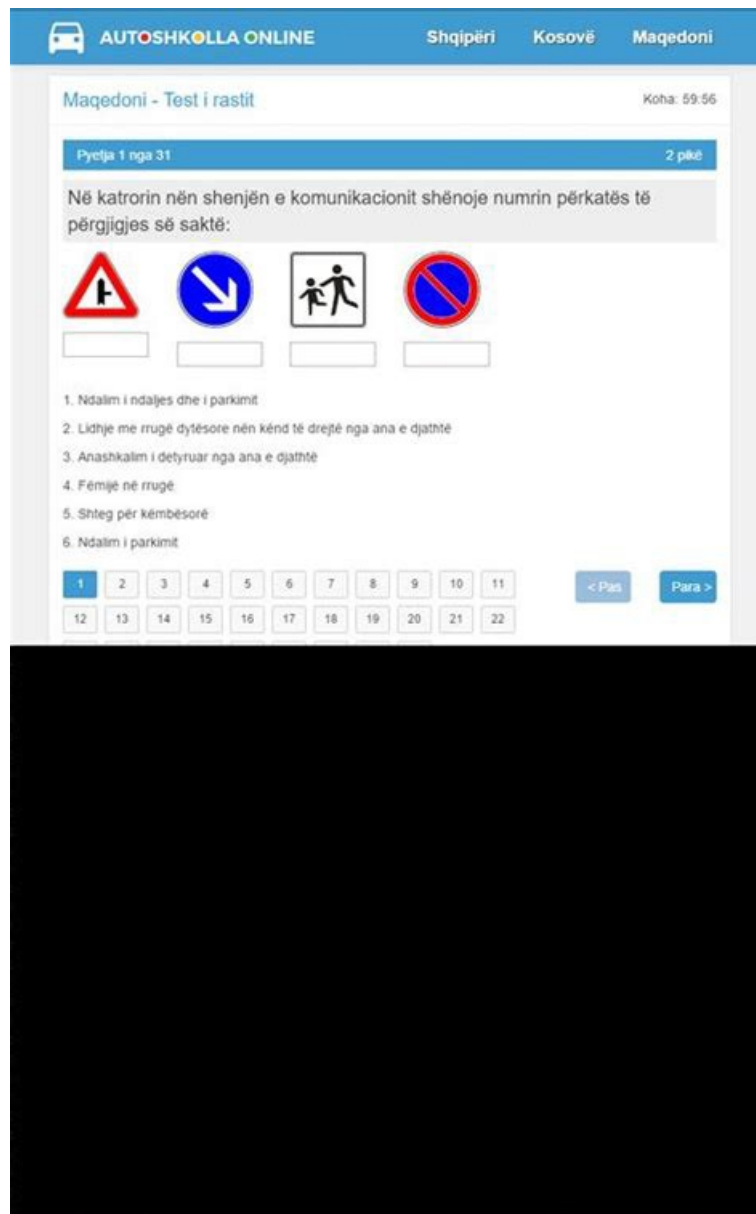 AUTOSHKOLLA ONLINE Shqipëri Kosovë Maqedoni
Maqedoni - Test i rastit Koha: 59:56
Pyetja 1 nga 31 2 pikë
Në katrorin nën shenjën e komunikacionit shënoje numrin përkatës të
përgjigjes së saktë:
1. Ndalim i ndaljes dhe i parkimit
2. Lidhje me rrugë dytësore nën kënd të drejtë nga ana e djathtë
3. Anashkalim i detyruar nga ana e djathtë
4. Fëmijë në rrugë
5. Shteg për këmbësorë
6. Ndalim i parkimit
1 2 3 4 5 6 7 8 9 10 11 < Pas Para >
12 13 14 15 16 17 18 19 20 21 22